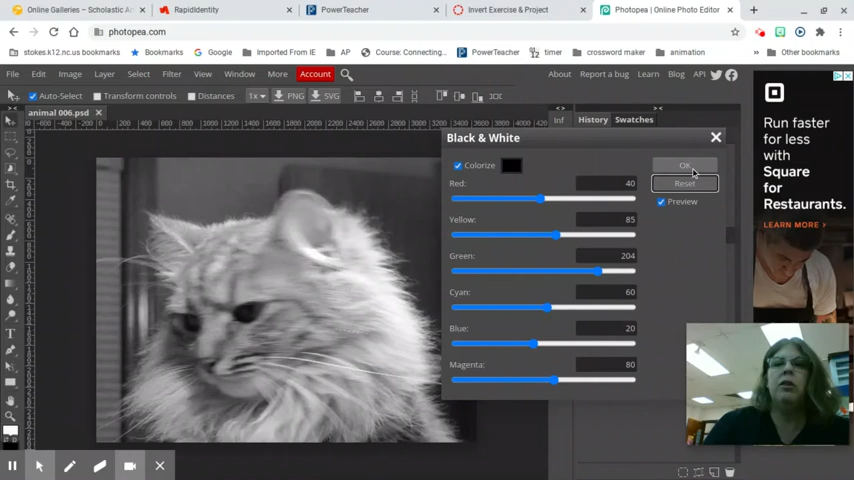 Online Galleries - Scholastic Ar
RapidIdentity
PowerTeacher
Invert Exercise & Project
Photopea | Online Photo Editor
photopea.com
stokes.k12.nc.us bookmarks
Bookmarks
Google
Imported From IE
AP
Course: Connecting...
PowerTeacher
timer
crossword maker
animation
Other bookmarks
File Edit Image Layer Select Filter View Window More Account
About Report a bug Learn Blog API
Auto-Select Transform controls Distances 1x PNG SVG
animal 006.psd
Inf History Swatches
Black & White
Colorize
OK
Red: 40
Reset
Preview
Yellow: 85
Green: 204
Cyan: 60
Blue: 20
Magenta: 80
Run faster
for less
with
Square
for
Restaurants.
LEARN MORE